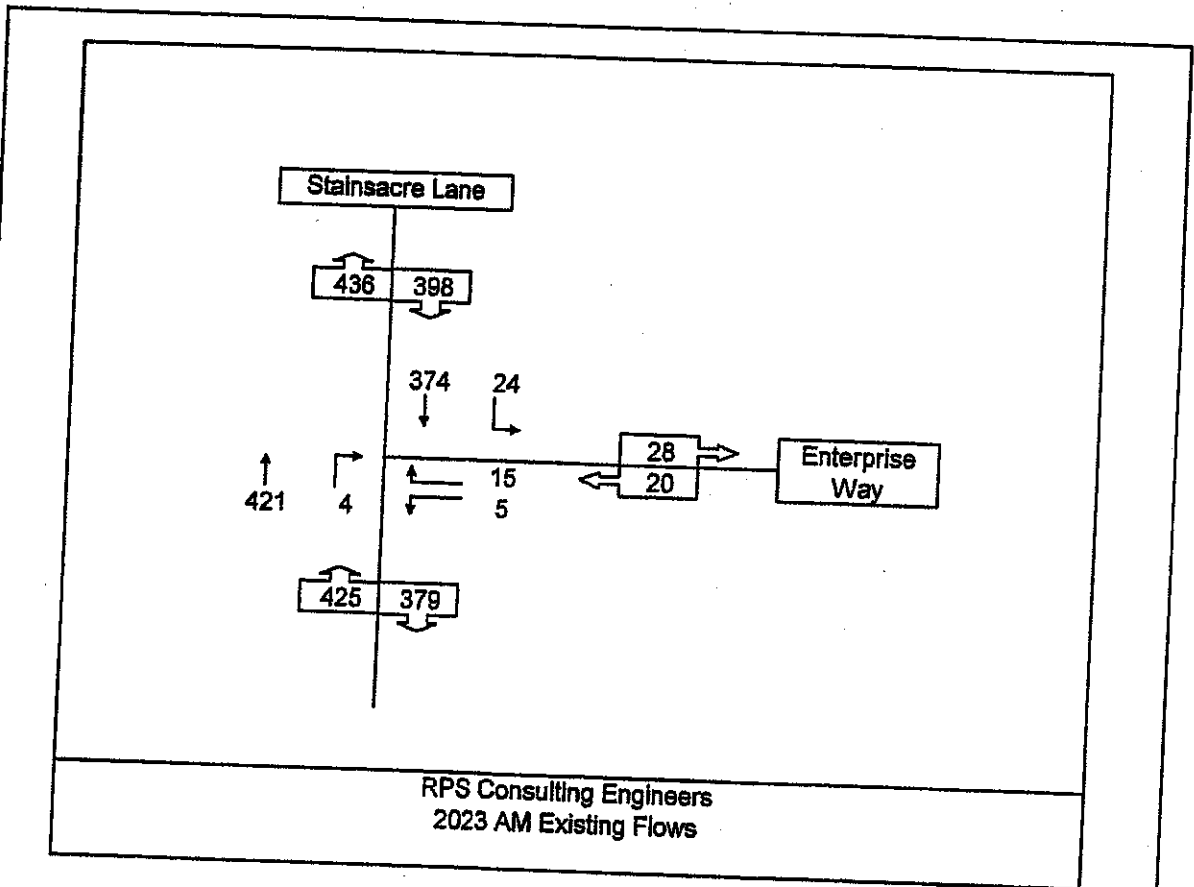 Stainsacre Lane
436 398
374 24
28
Enterprise
Way
20
15
421 4
5
425 379
RPS Consulting Engineers
2023 AM Existing Flows